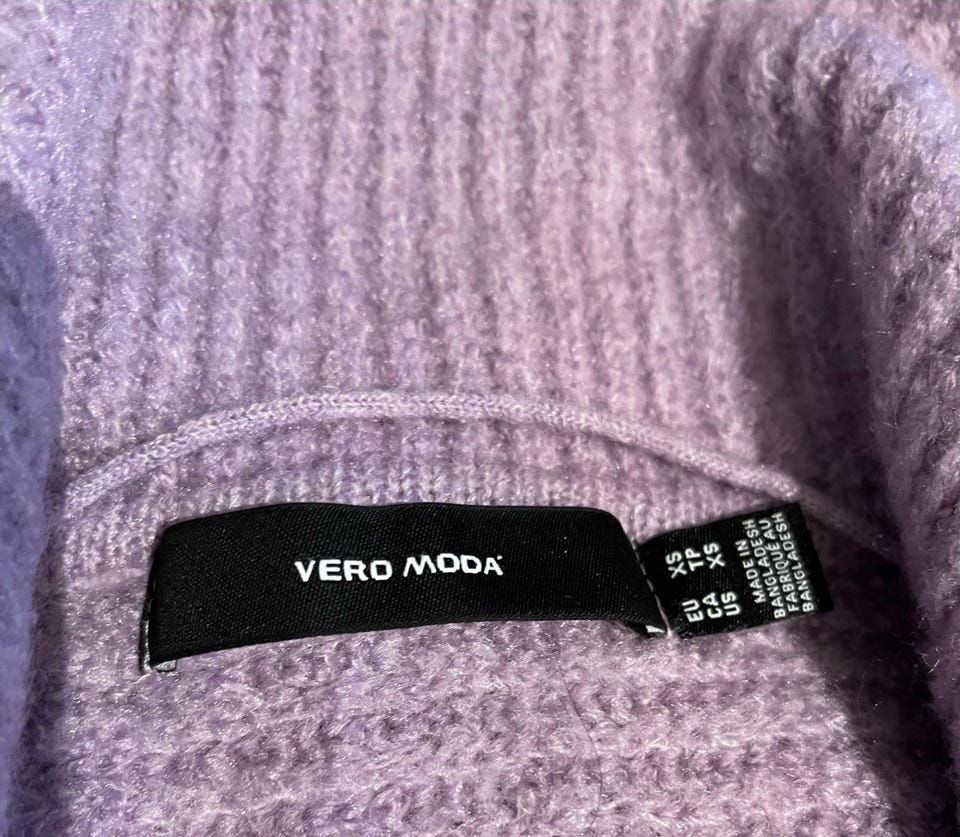 VERO MODA
EU XS
CA TP
US XS
MADE IN
BANGLADESH
FABRIQUÉ AU
BANGLADESH